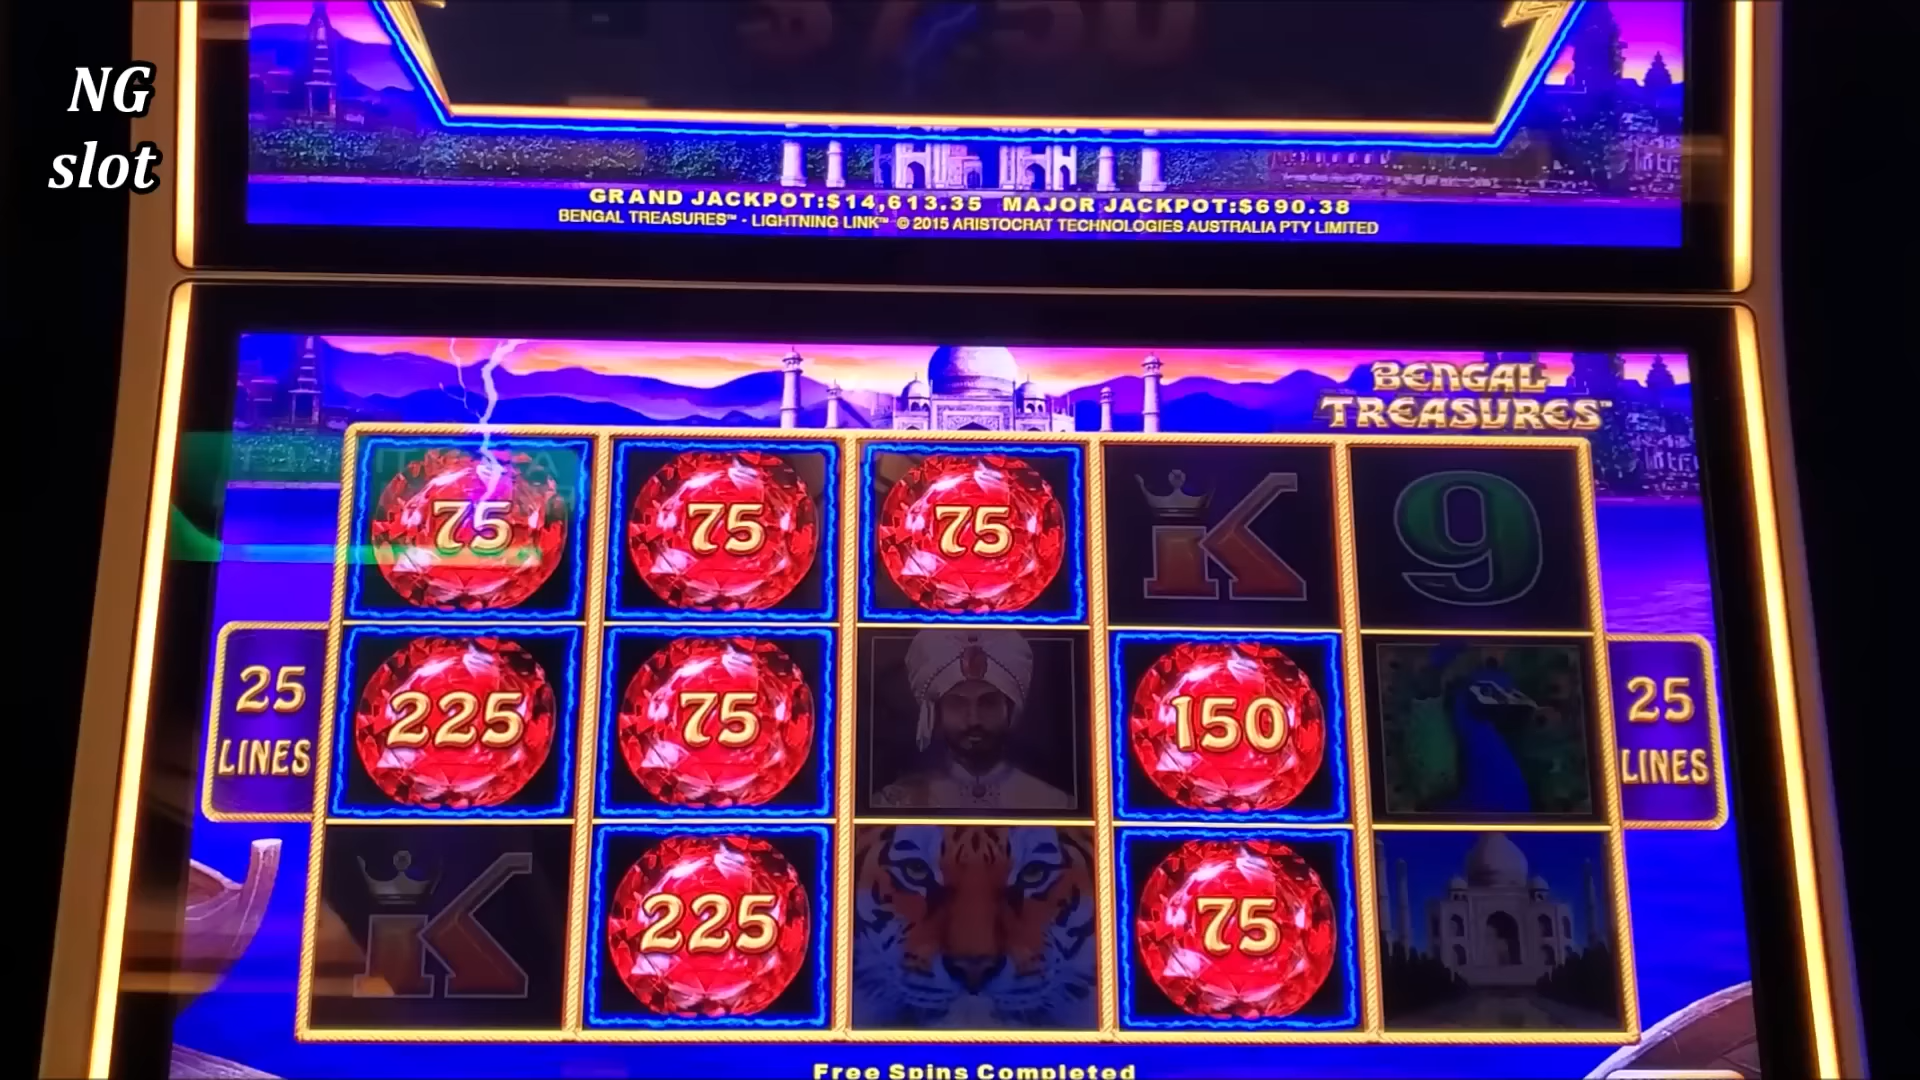 NG
slot
GRAND JACKPOT:$14,613.35 MAJOR JACKPOT:$690.38
BENGAL TREASURES™ - LIGHTNING LINK™ © 2015 ARISTOCRAT TECHNOLOGIES AUSTRALIA PTY LIMITED
BENGAL
TREASURES™
75 75 75 K 9
25
LINES
225 75 150
25
LINES
K 225 75
Free Spins Completed